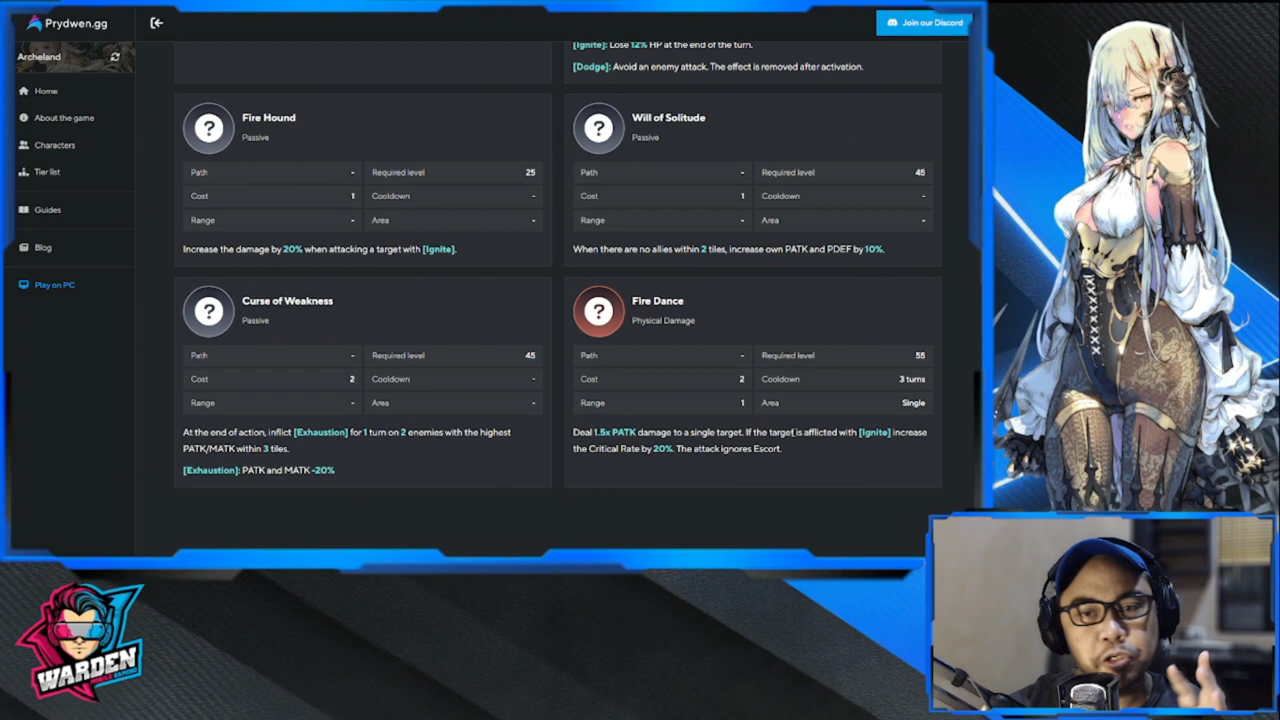 Prydwen.gg
Join our Discord
Archeland
Home
About the game
Characters
Tier list
Guides
Blog
Play on PC
[Ignite]: Lose 12% HP at the end of the turn.
[Dodge]: Avoid an enemy attack. The effect is removed after activation.
?
Fire Hound
Passive
Path - Required level 25
Cost 1 Cooldown -
Range - Area -
Increase the damage by 20% when attacking a target with [Ignite].
?
Will of Solitude
Passive
Path - Required level 45
Cost 1 Cooldown -
Range - Area -
When there are no allies within 2 tiles, increase own PATK and PDEF by 10%.
?
Curse of Weakness
Passive
Path - Required level 45
Cost 2 Cooldown -
Range - Area -
At the end of action, inflict [Exhaustion] for 1 turn on 2 enemies with the highest
PATK/MATK within 3 tiles.
[Exhaustion]: PATK and MATK -20%
?
Fire Dance
Physical Damage
Path - Required level 55
Cost 2 Cooldown 3 turns
Range 1 Area Single
Deal 1.5x PATK damage to a single target. If the target is afflicted with [Ignite] increase
the Critical Rate by 20%. The attack ignores Escort.
WARDEN
MOBILE GAMING